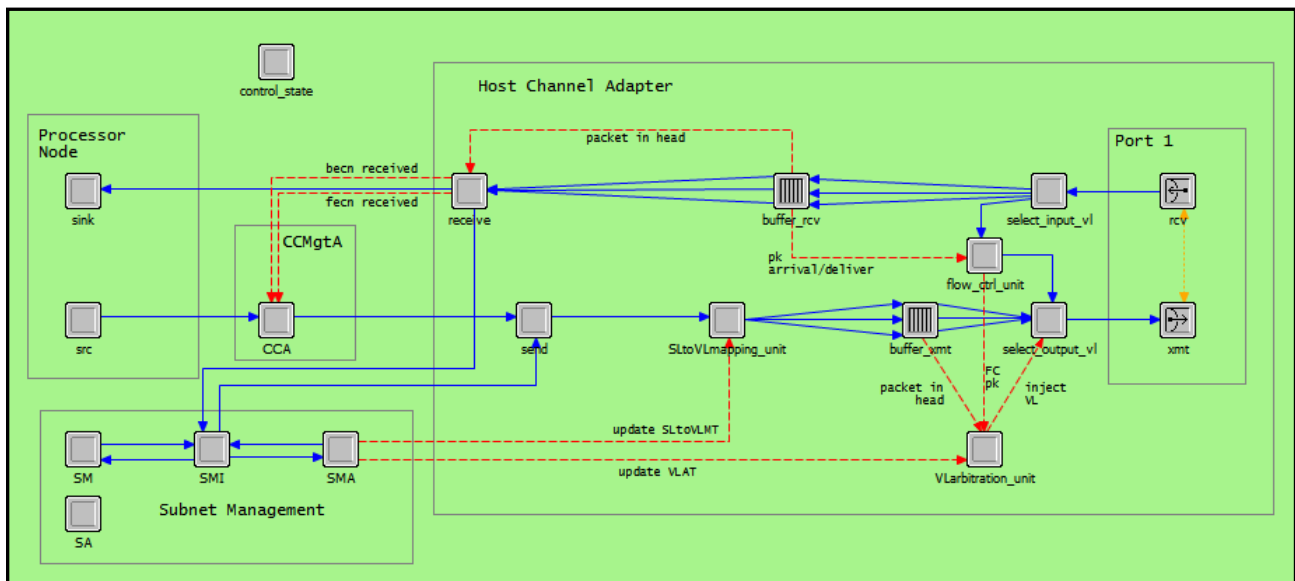 control_state
Host Channel Adapter
Processor
Node
Port 1
packet in head
becn received
fecn received
sink
receive
buffer_rcv
select_input_vl
rcv
CCMgtA
pk
arrival/deliver
flow_ctrl_unit
src
CCA
send
SLtoVLmapping_unit
buffer_xmt
select_output_vl
xmt
packet in
head
FC
pk
inject
VL
update SLtoVLMT
SM
SMI
SMA
update VLAT
VLarbitration_unit
SA
Subnet Management